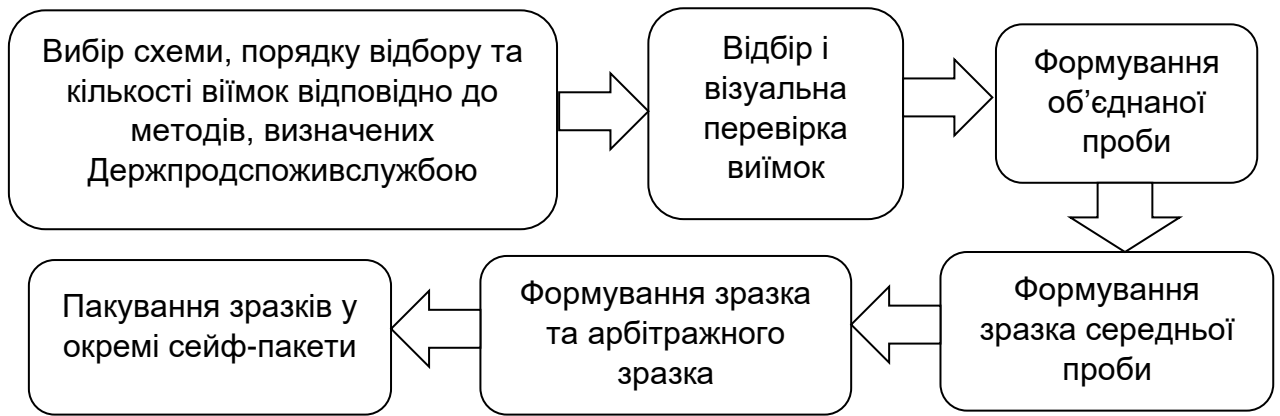 Вибір схеми, порядку відбору та
кількості віїмок відповідно до
методів, визначених
Держпродспоживслужбою
Відбір і
візуальна
перевірка
виїмок
Формування
об’єднаної
проби
Формування
зразка середньої
проби
Формування зразка
та арбітражного
зразка
Пакування зразків у
окремі сейф-пакети